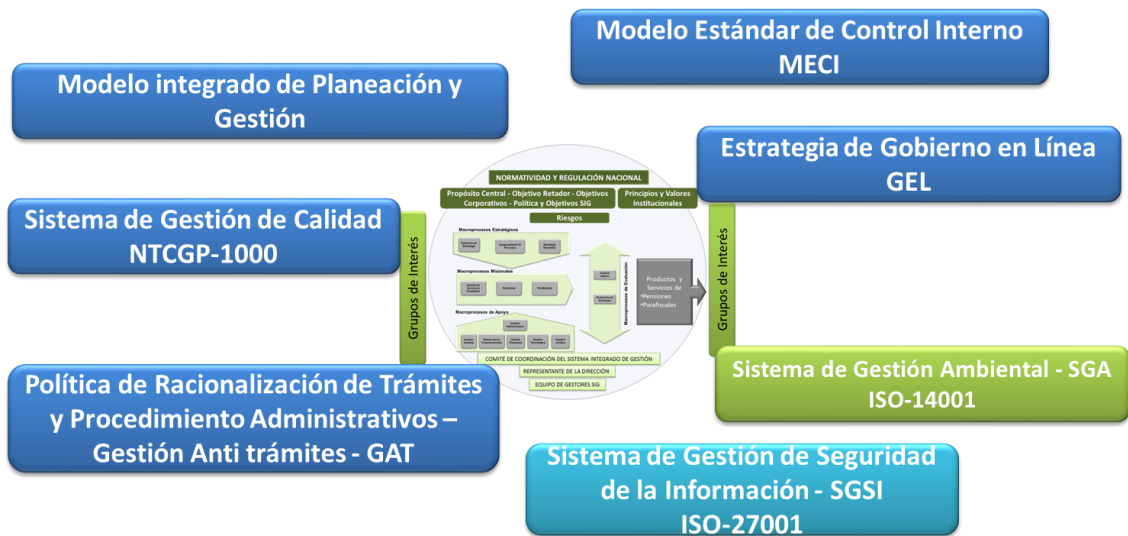 Modelo Estándar de Control Interno
MECI
Modelo integrado de Planeación y
Gestión
Estrategia de Gobierno en Línea
GEL
Sistema de Gestión de Calidad
NTCGP-1000
Grupos de Interés
NORMATIVIDAD Y REGULACIÓN NACIONAL
Propósito Central - Objetivo Retador - Objetivos
Corporativos - Política y Objetivos SIG
Principios y Valores
Institucionales
Riesgos
Macroprocesos Estratégicos
Macroprocesos Misionales
Macroprocesos de Apoyo
Macroprocesos de Evaluación
Productos y
Servicios de
•Pensiones
•Parafiscales
COMITÉ DE COORDINACIÓN DEL SISTEMA INTEGRADO DE GESTIÓN
REPRESENTANTE DE LA DIRECCIÓN
EQUIPO DE GESTORES SIG
Grupos de Interés
Política de Racionalización de Trámites
y Procedimiento Administrativos –
Gestión Anti trámites - GAT
Sistema de Gestión Ambiental - SGA
ISO-14001
Sistema de Gestión de Seguridad
de la Información - SGSI
ISO-27001